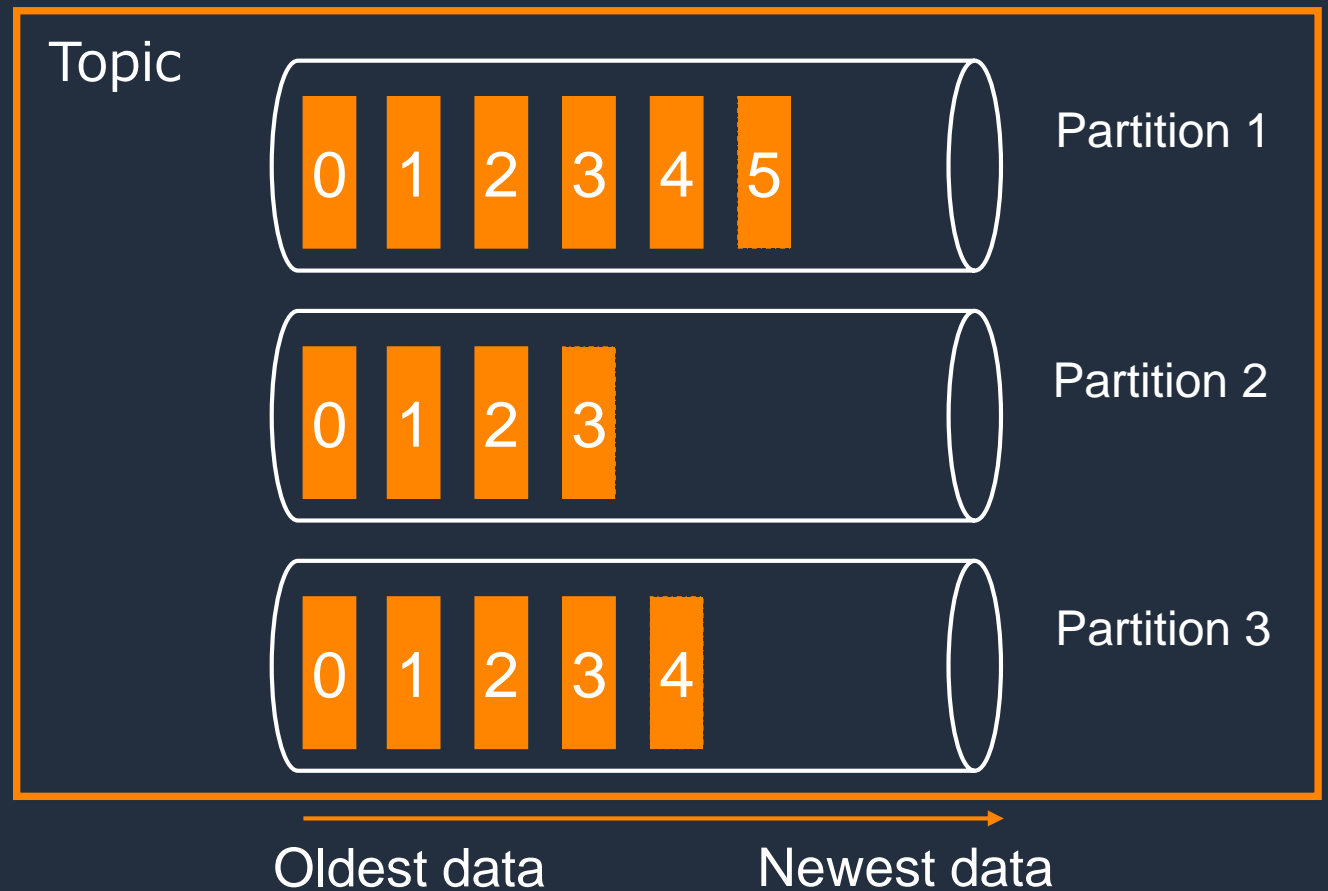 Topic
0 1 2 3 4 5
Partition 1
0 1 2 3
Partition 2
0 1 2 3 4
Partition 3
Oldest data
Newest data